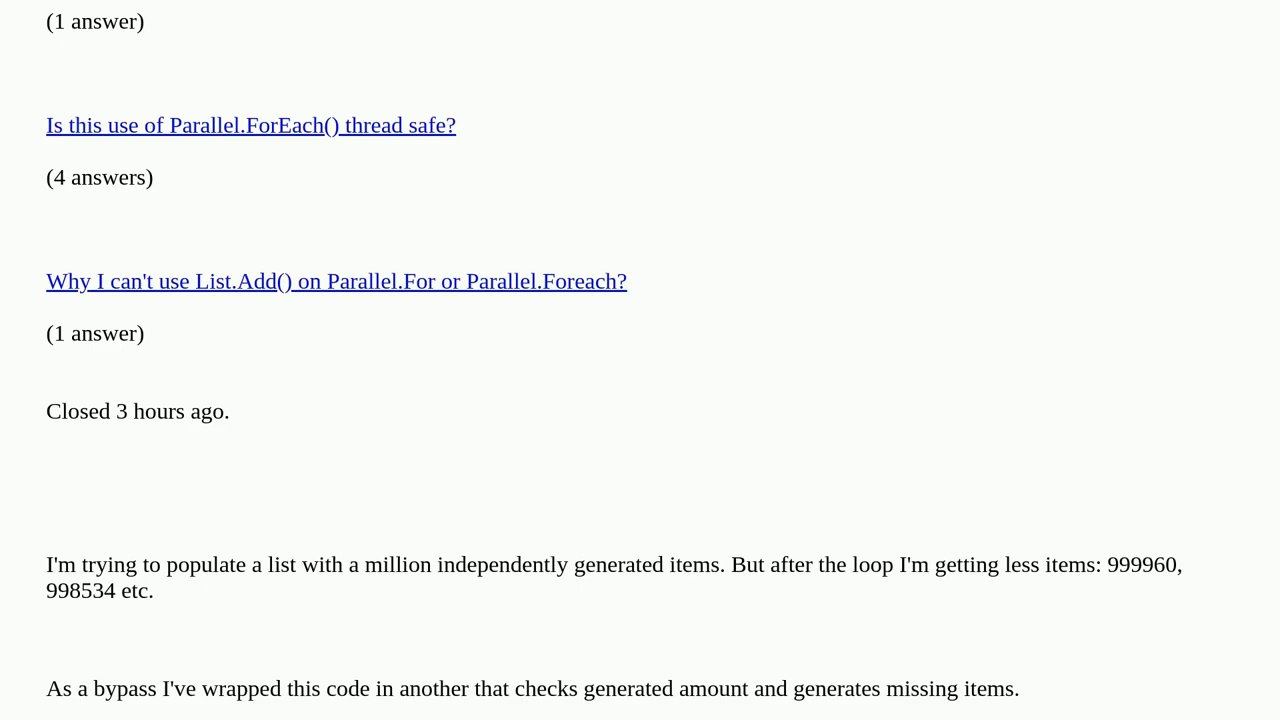 (1 answer)
Is this use of Parallel.ForEach() thread safe?
(4 answers)
Why I can't use List.Add() on Parallel.For or Parallel.Foreach?
(1 answer)
Closed 3 hours ago.
I'm trying to populate a list with a million independently generated items. But after the loop I'm getting less items: 999960,
998534 etc.
As a bypass I've wrapped this code in another that checks generated amount and generates missing items.